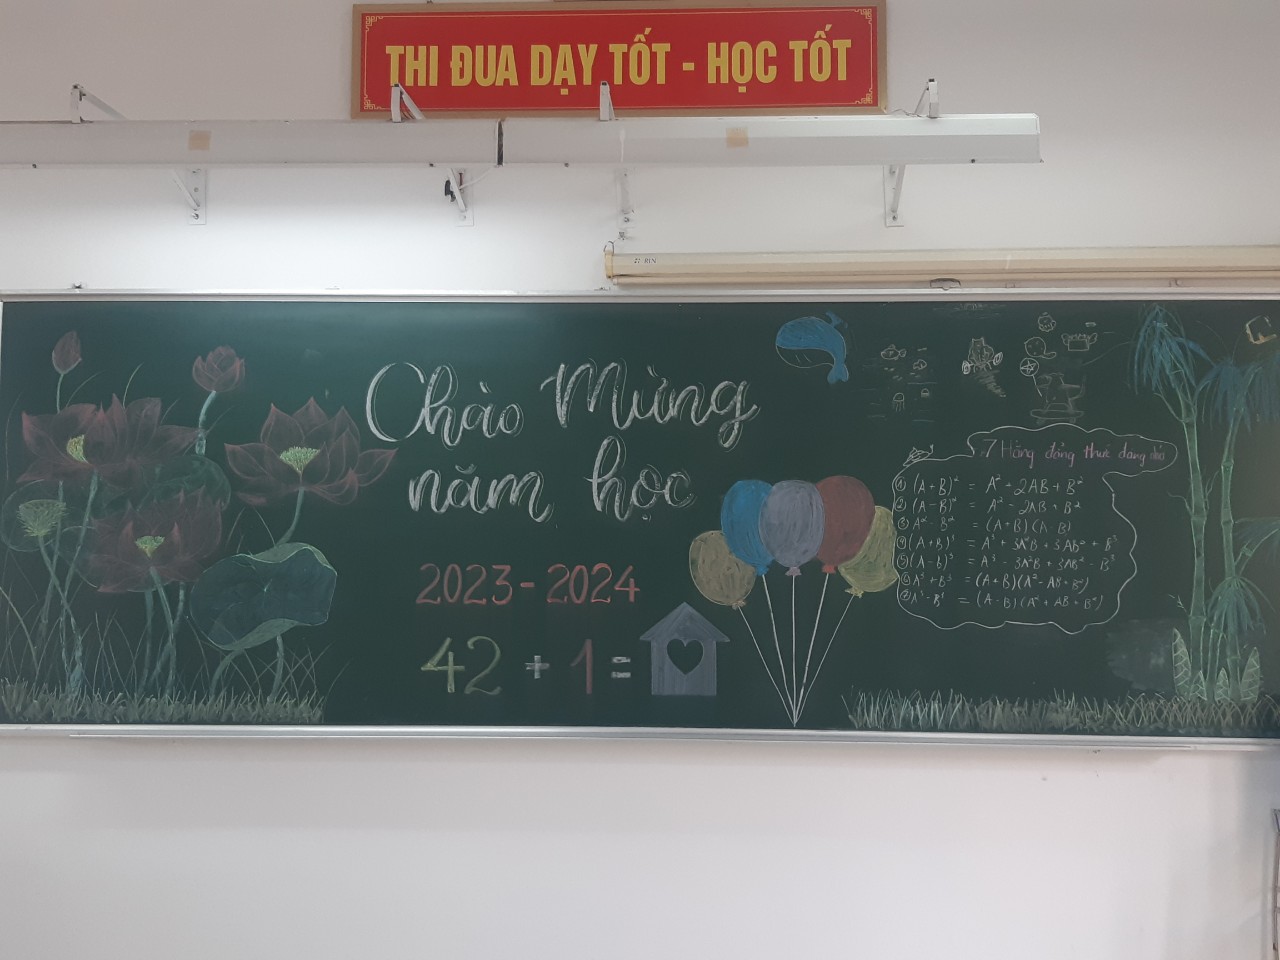 THI ĐUA DẠY TỐT - HỌC TỐT
Chào Mừng
năm học
2023 - 2024
42 + 1 =
7 Hằng đẳng thức đáng nhớ
① (A + B)² = A² + 2AB + B²
② (A - B)² = A² - 2AB + B²
③ A² - B² = (A + B)(A - B)
④ (A + B)³ = A³ + 3A²B + 3AB² + B³
⑤ (A - B)³ = A³ - 3A²B + 3AB² - B³
⑥ A³ + B³ = (A + B)(A² - AB + B²)
⑦ A³ - B³ = (A - B)(A² + AB + B²)